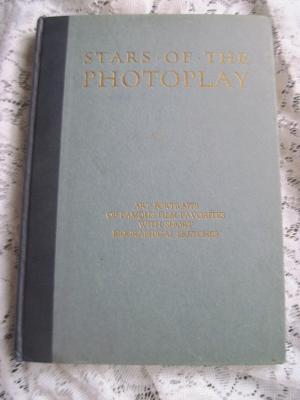 STARS · OF · THE
PHOTOPLAY
ART PORTRAITS
OF FAMOUS FILM FAVORITES
WITH SHORT
BIOGRAPHICAL SKETCHES